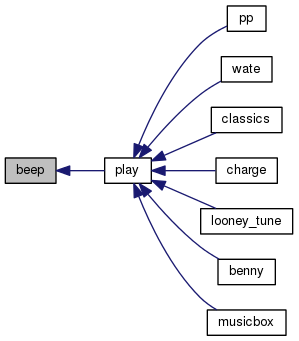 pp
wate
classics
beep
play
charge
looney_tune
benny
musicbox